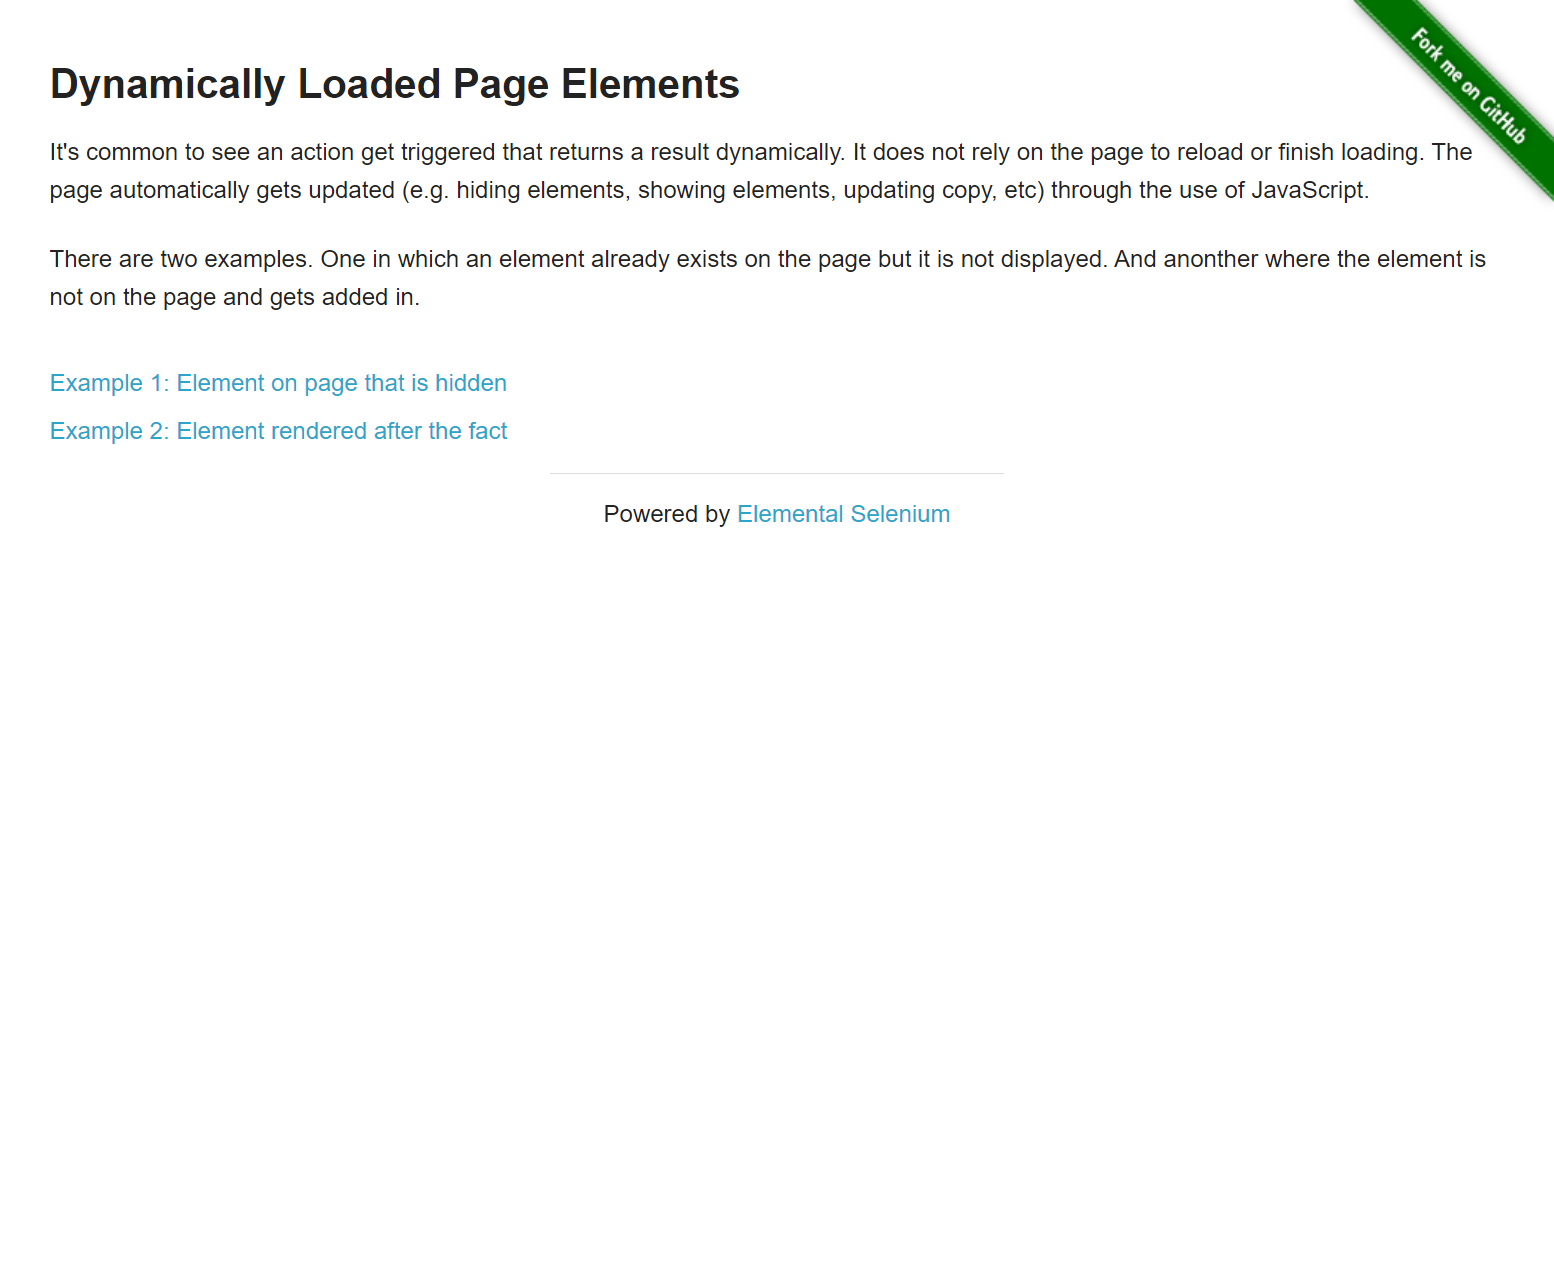 Fork me on GitHub
Dynamically Loaded Page Elements
It's common to see an action get triggered that returns a result dynamically. It does not rely on the page to reload or finish loading. The
page automatically gets updated (e.g. hiding elements, showing elements, updating copy, etc) through the use of JavaScript.
There are two examples. One in which an element already exists on the page but it is not displayed. And anonther where the element is
not on the page and gets added in.
Example 1: Element on page that is hidden
Example 2: Element rendered after the fact
Powered by Elemental Selenium